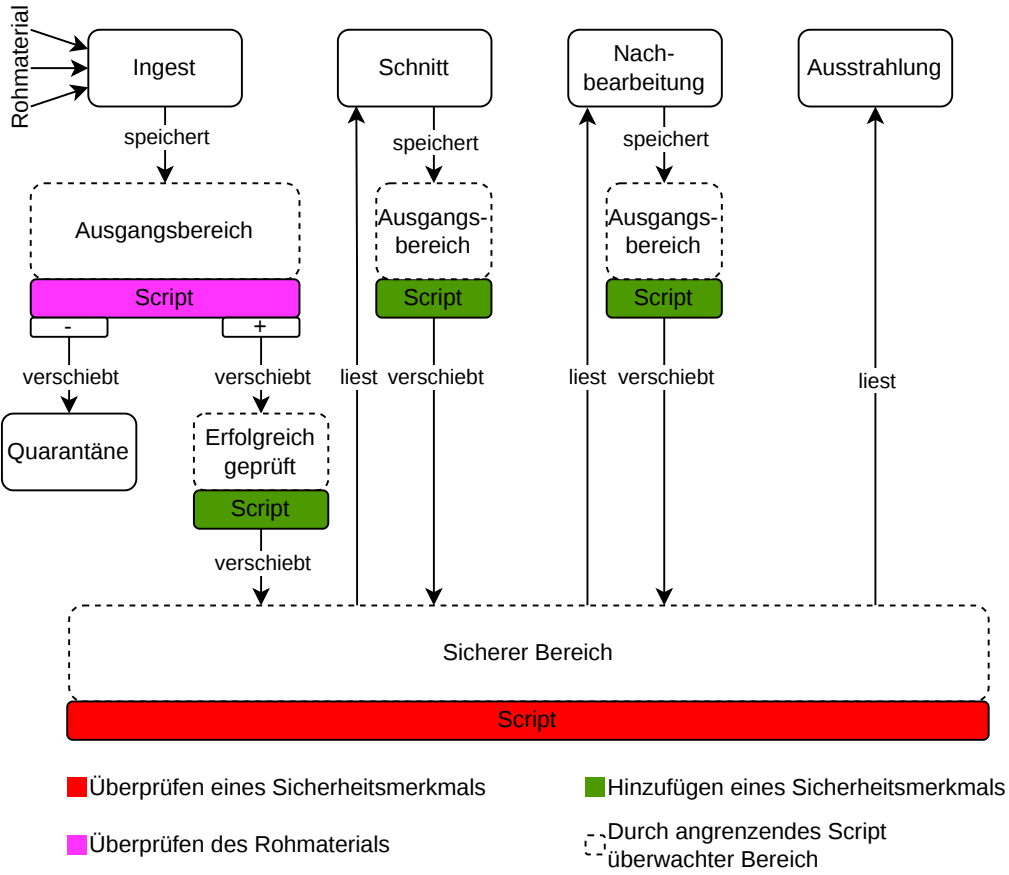 Rohmaterial
Ingest
Schnitt
Nach-
bearbeitung
Ausstrahlung
speichert
speichert
speichert
Ausgangsbereich
Ausgangs-
bereich
Ausgangs-
bereich
Script
Script
Script
-
+
verschiebt
verschiebt
liest
verschiebt
liest
verschiebt
liest
Quarantäne
Erfolgreich
geprüft
Script
verschiebt
Sicherer Bereich
Script
Überprüfen eines Sicherheitsmerkmals
Hinzufügen eines Sicherheitsmerkmals
Überprüfen des Rohmaterials
Durch angrenzendes Script
überwachter Bereich